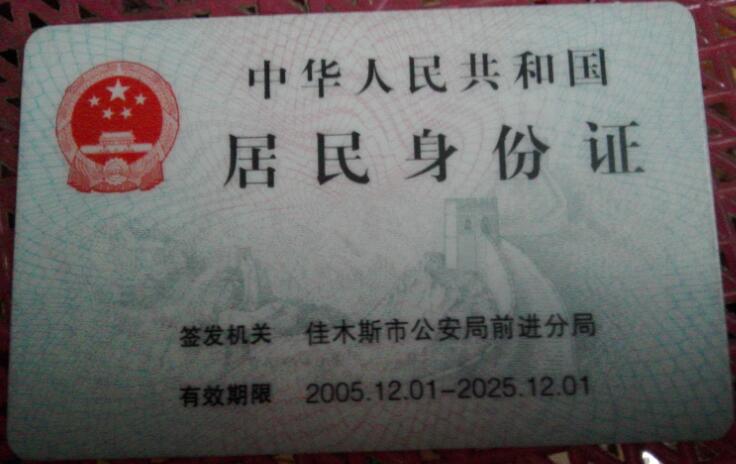 中华人民共和国
居民身份证
签发机关 佳木斯市公安局前进分局
有效期限 2005.12.01-2025.12.01